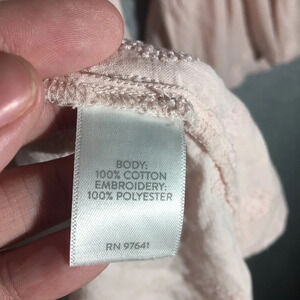 BODY:
100% COTTON
EMBROIDERY:
100% POLYESTER
RN 97641